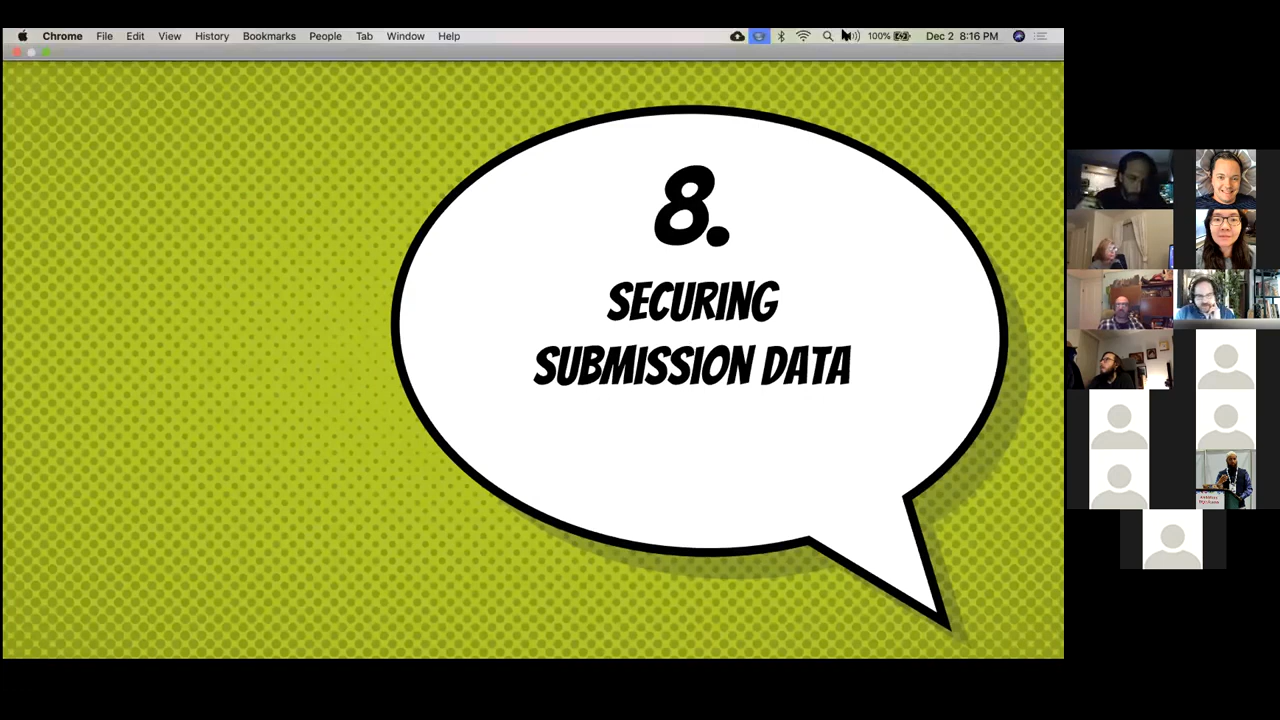 Chrome File Edit View History Bookmarks People Tab Window Help 100% Dec 2 8:16 PM
8.
SECURING
SUBMISSION DATA